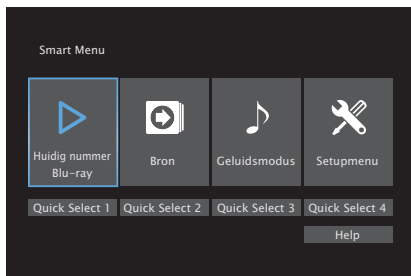 Smart Menu
Huidig nummer
Blu-ray
Bron
Geluidsmodus
Setupmenu
Quick Select 1
Quick Select 2
Quick Select 3
Quick Select 4
Help